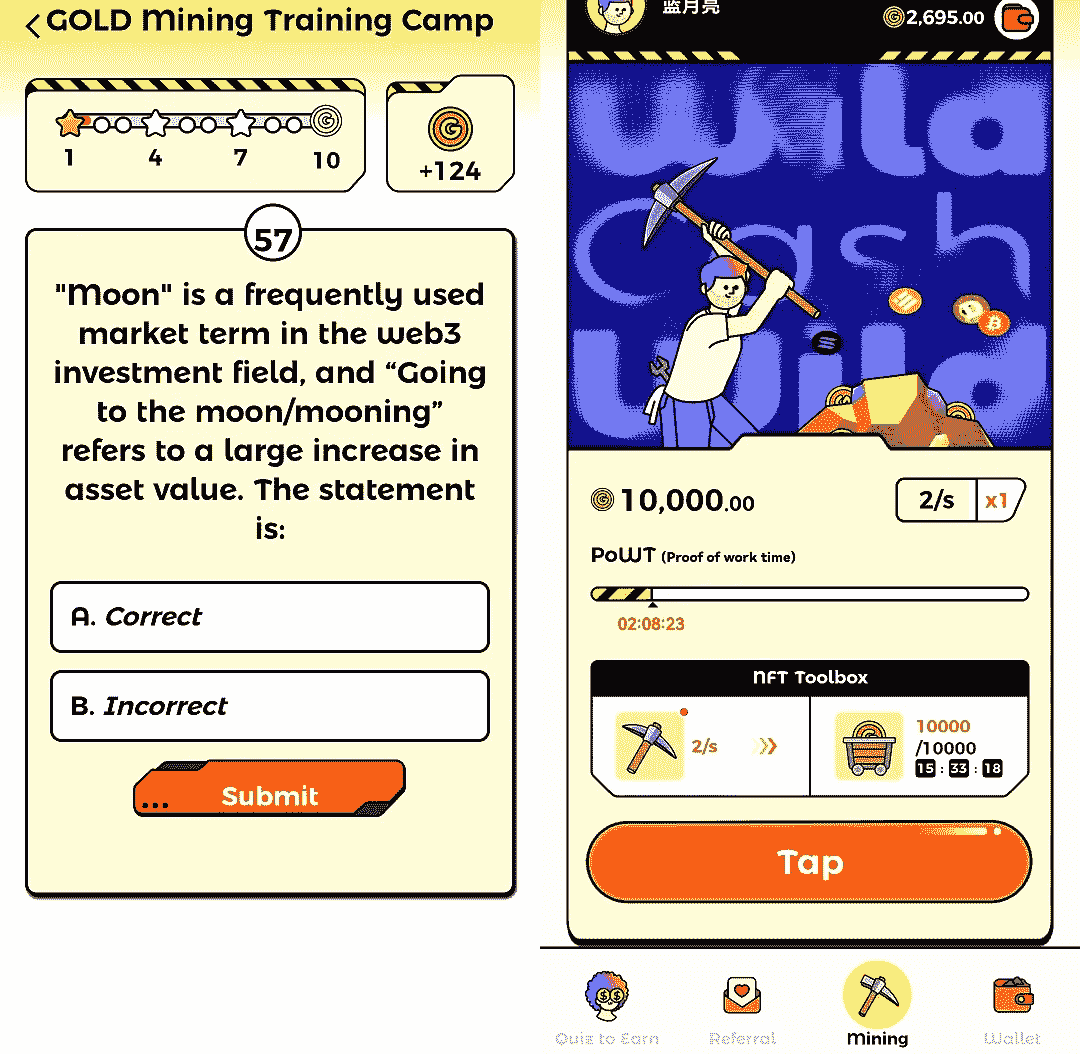 GOLD Mining Training Camp
1
4
7
10
+124
57
"Moon" is a frequently used
market term in the web3
investment field, and “Going
to the moon/mooning”
refers to a large increase in
asset value. The statement
is:
A. Correct
B. Incorrect
Submit
蓝月亮
2,695.00
Wild
Cash
Wild
10,000.00
2/s
x1
PoWT (Proof of work time)
02:08:23
NFT Toolbox
2/s
10000
/10000
15 : 33 : 18
Tap
Quiz to Earn
Referral
Mining
Wallet